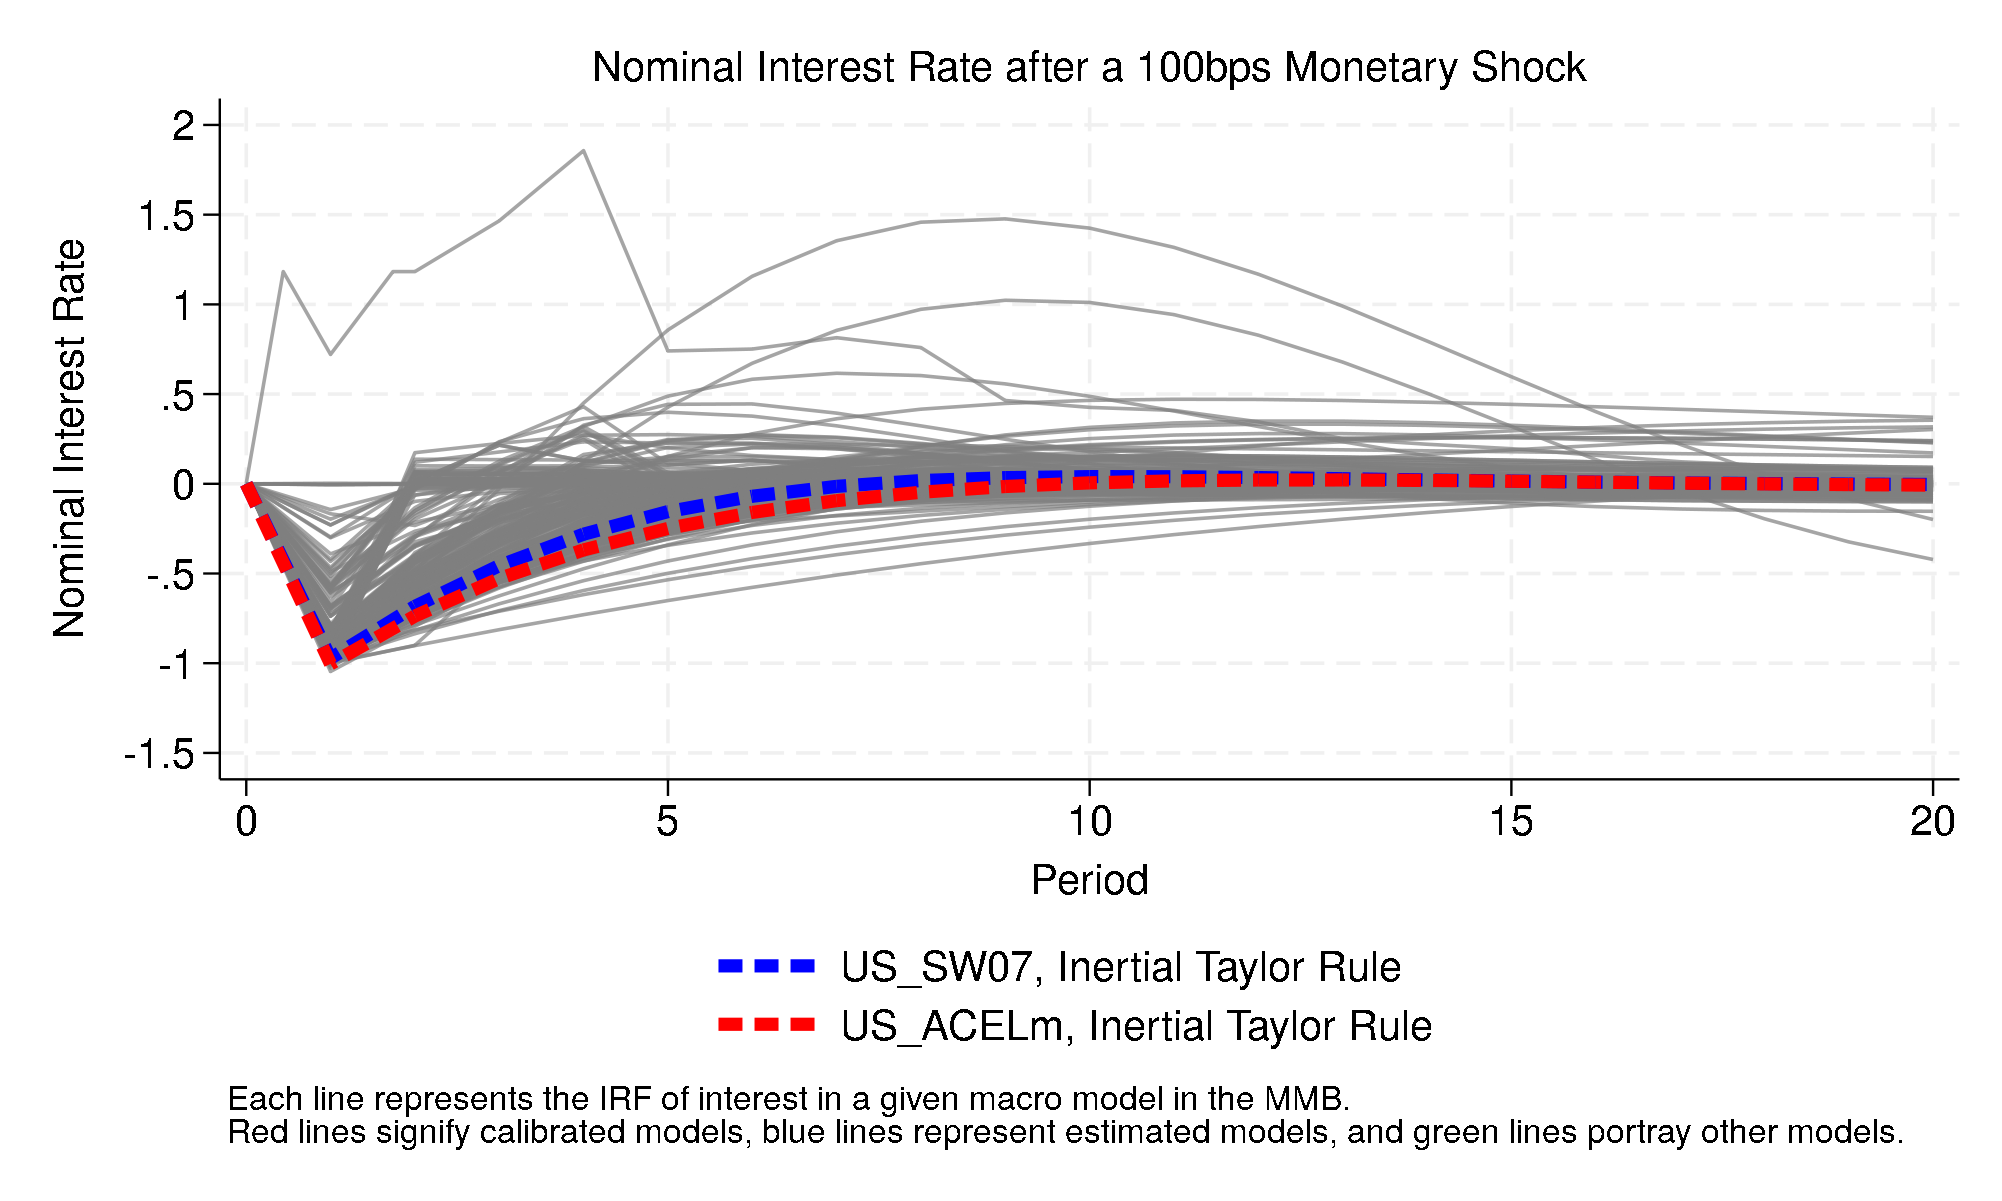 Nominal Interest Rate after a 100bps Monetary Shock
Nominal Interest Rate
2
1.5
1
.5
0
-.5
-1
-1.5
0 5 10 15 20
Period
US_SW07, Inertial Taylor Rule
US_ACELm, Inertial Taylor Rule
Each line represents the IRF of interest in a given macro model in the MMB.
Red lines signify calibrated models, blue lines represent estimated models, and green lines portray other models.